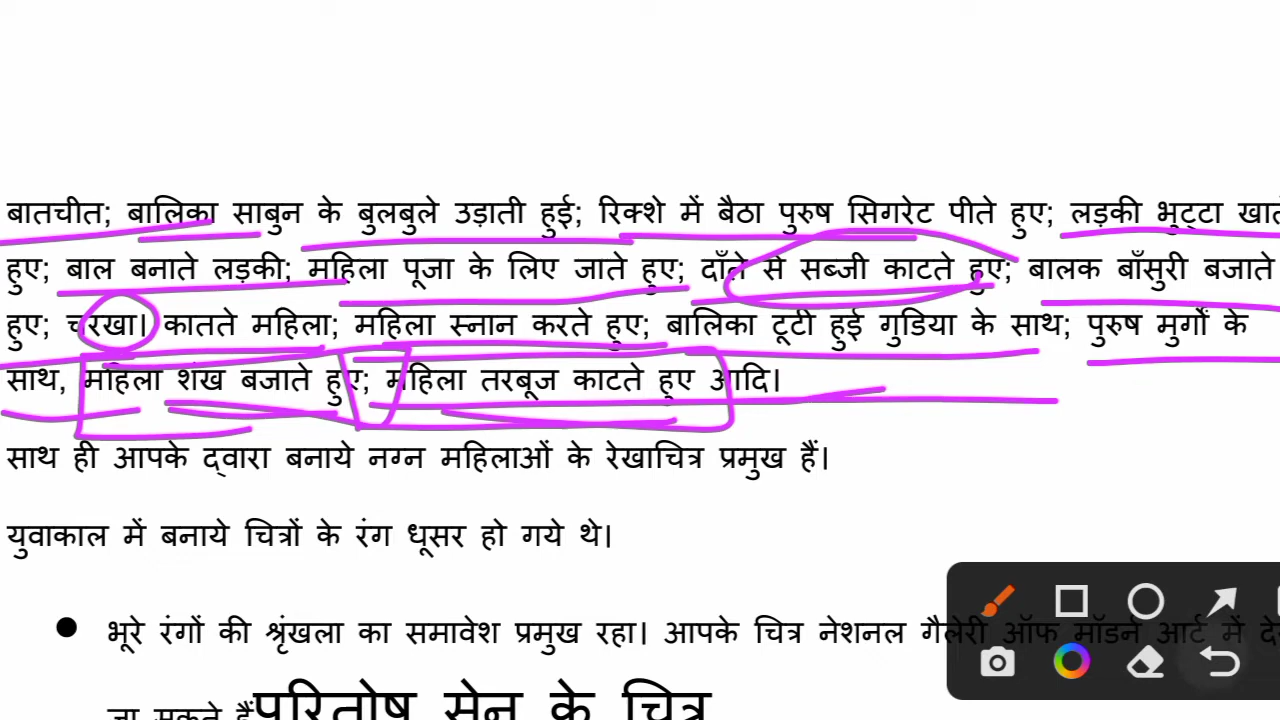 बातचीत; बालिका साबुन के बुलबुले उड़ाती हुई; रिक्शे में बैठा पुरुष सिगरेट पीते हुए; लड़की भुट्टा खाते
हुए; बाल बनाते लड़की; महिला पूजा के लिए जाते हुए; दाँते से सब्जी काटते हुए; बालक बाँसुरी बजाते
हुए; चरखा। कातते महिला; महिला स्नान करते हुए; बालिका टूटी हुई गुडिया के साथ; पुरुष मुर्गों के
साथ, महिला शंख बजाते हुए; महिला तरबूज काटते हुए आदि।
साथ ही आपके द्वारा बनाये नग्न महिलाओं के रेखाचित्र प्रमुख हैं।
युवाकाल में बनाये चित्रों के रंग धूसर हो गये थे।
● भूरे रंगों की श्रृंखला का समावेश प्रमुख रहा। आपके चित्र नेशनल गैलेरी ऑफ मॉडर्न आर्ट में
जा सकते हैं परितोष सेन के चित्र